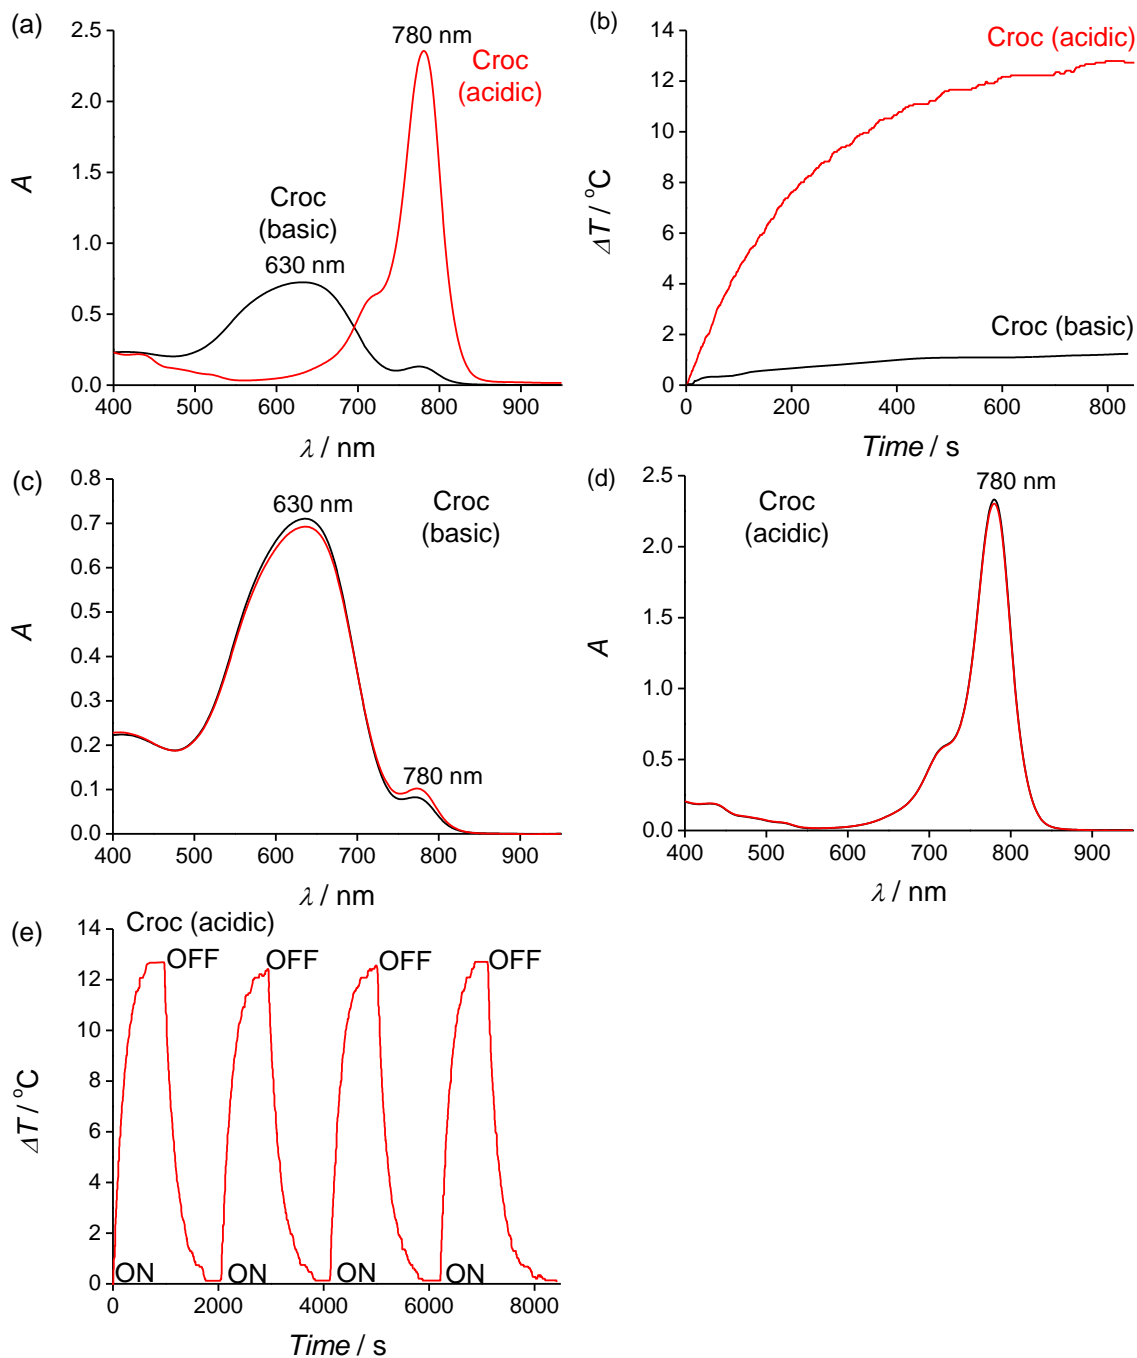 (a)
2.5
2.0
1.5
1.0
0.5
0.0
A
780 nm
Croc
(acidic)
Croc
(basic)
630 nm
400 500 600 700 800 900
λ / nm
(b)
14
12
10
8
6
4
2
0
ΔT / °C
Croc (acidic)
Croc (basic)
0 200 400 600 800
Time / s
(c)
0.8
0.7
0.6
0.5
0.4
0.3
0.2
0.1
0.0
A
630 nm
Croc
(basic)
780 nm
400 500 600 700 800 900
λ / nm
(d)
2.5
2.0
1.5
1.0
0.5
0.0
A
Croc
(acidic)
780 nm
400 500 600 700 800 900
λ / nm
(e)
Croc (acidic)
14
12
10
8
6
4
2
0
ΔT / °C
OFF OFF OFF OFF
ON ON ON ON
0 2000 4000 6000 8000
Time / s